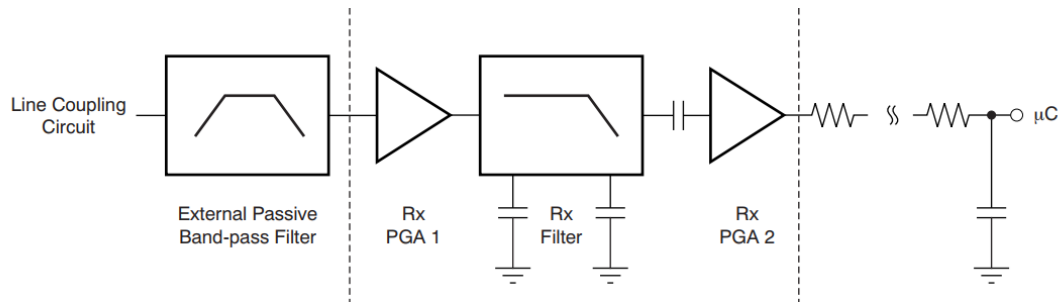 Line Coupling
Circuit
External Passive
Band-pass Filter
Rx
PGA 1
Rx
Filter
Rx
PGA 2
μC